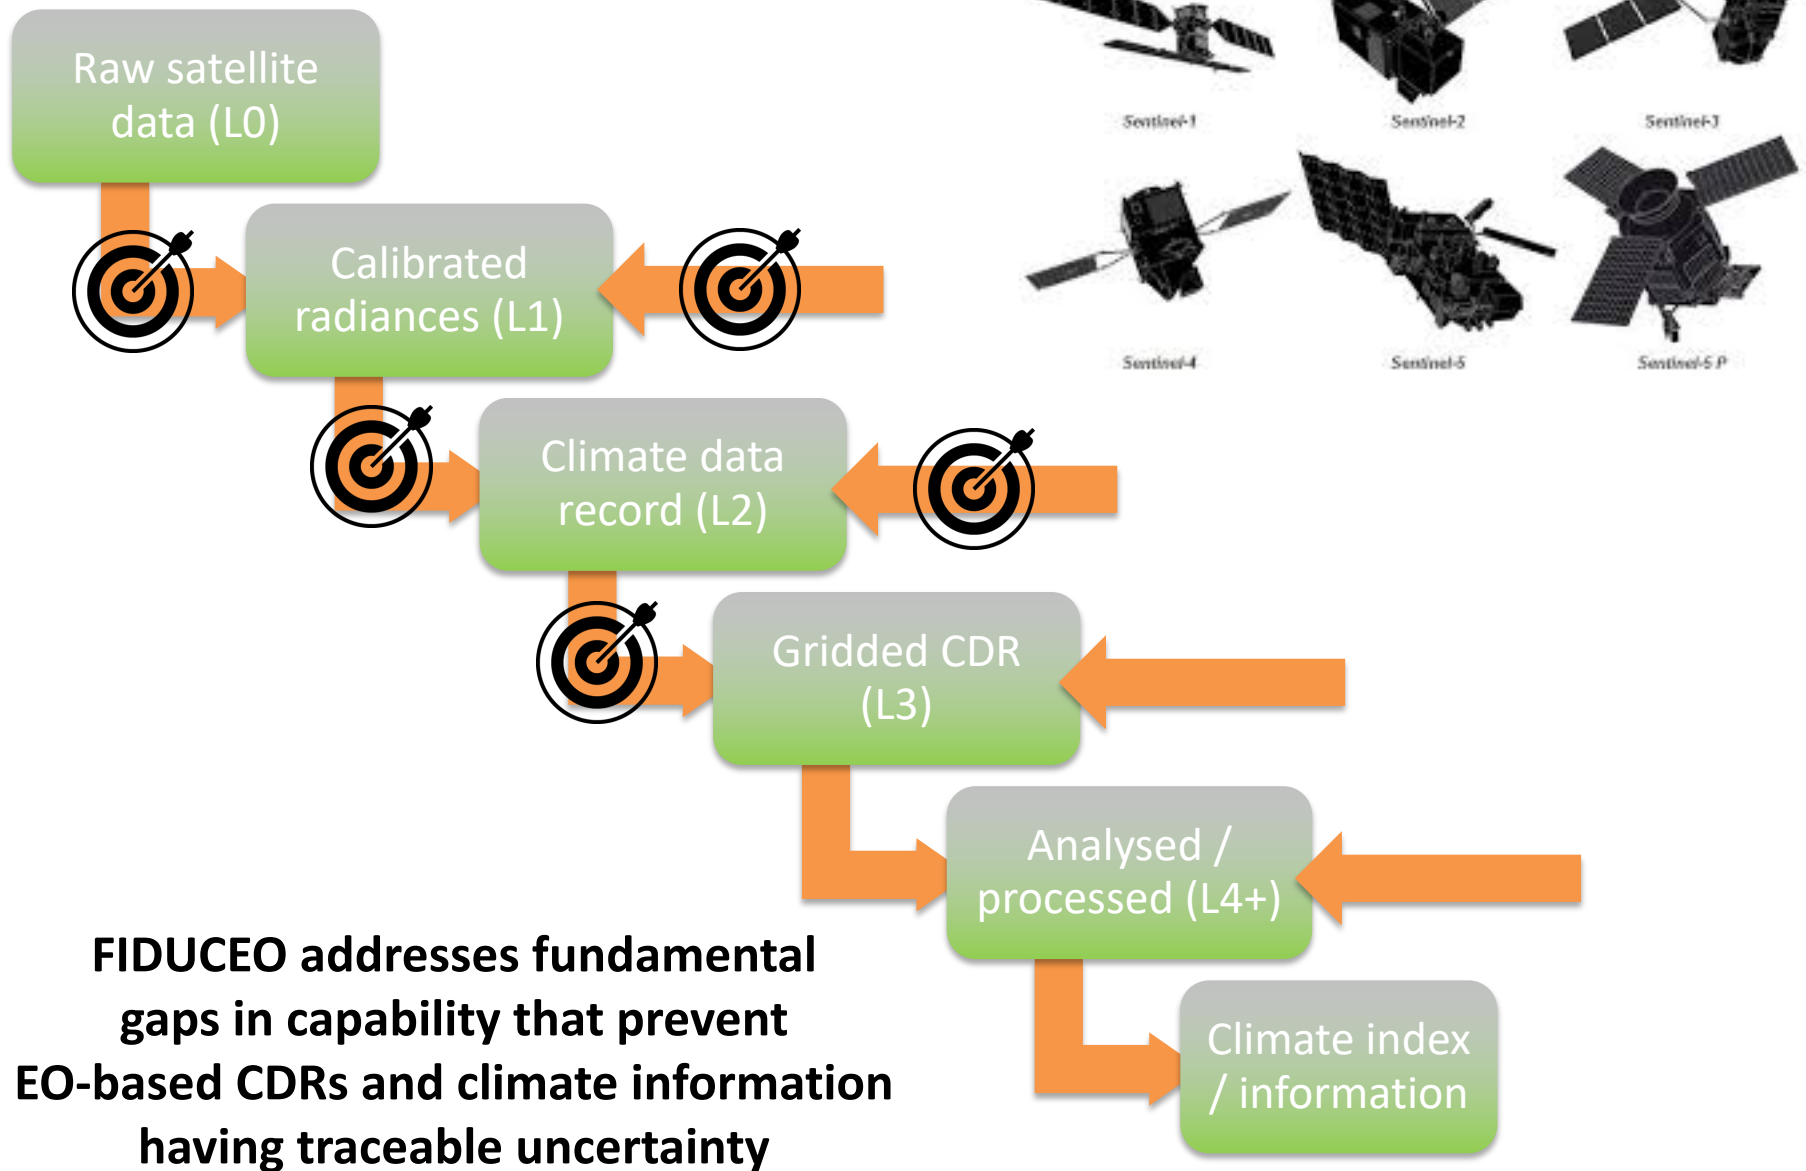 Raw satellite
data (L0)
Sentinel-1
Sentinel-2
Sentinel-3
Calibrated
radiances (L1)
Sentinel-4
Sentinel-5
Sentinel-5 P
Climate data
record (L2)
Gridded CDR
(L3)
Analysed /
processed (L4+)
Climate index
/ information
FIDUCEO addresses fundamental
gaps in capability that prevent
EO-based CDRs and climate information
having traceable uncertainty